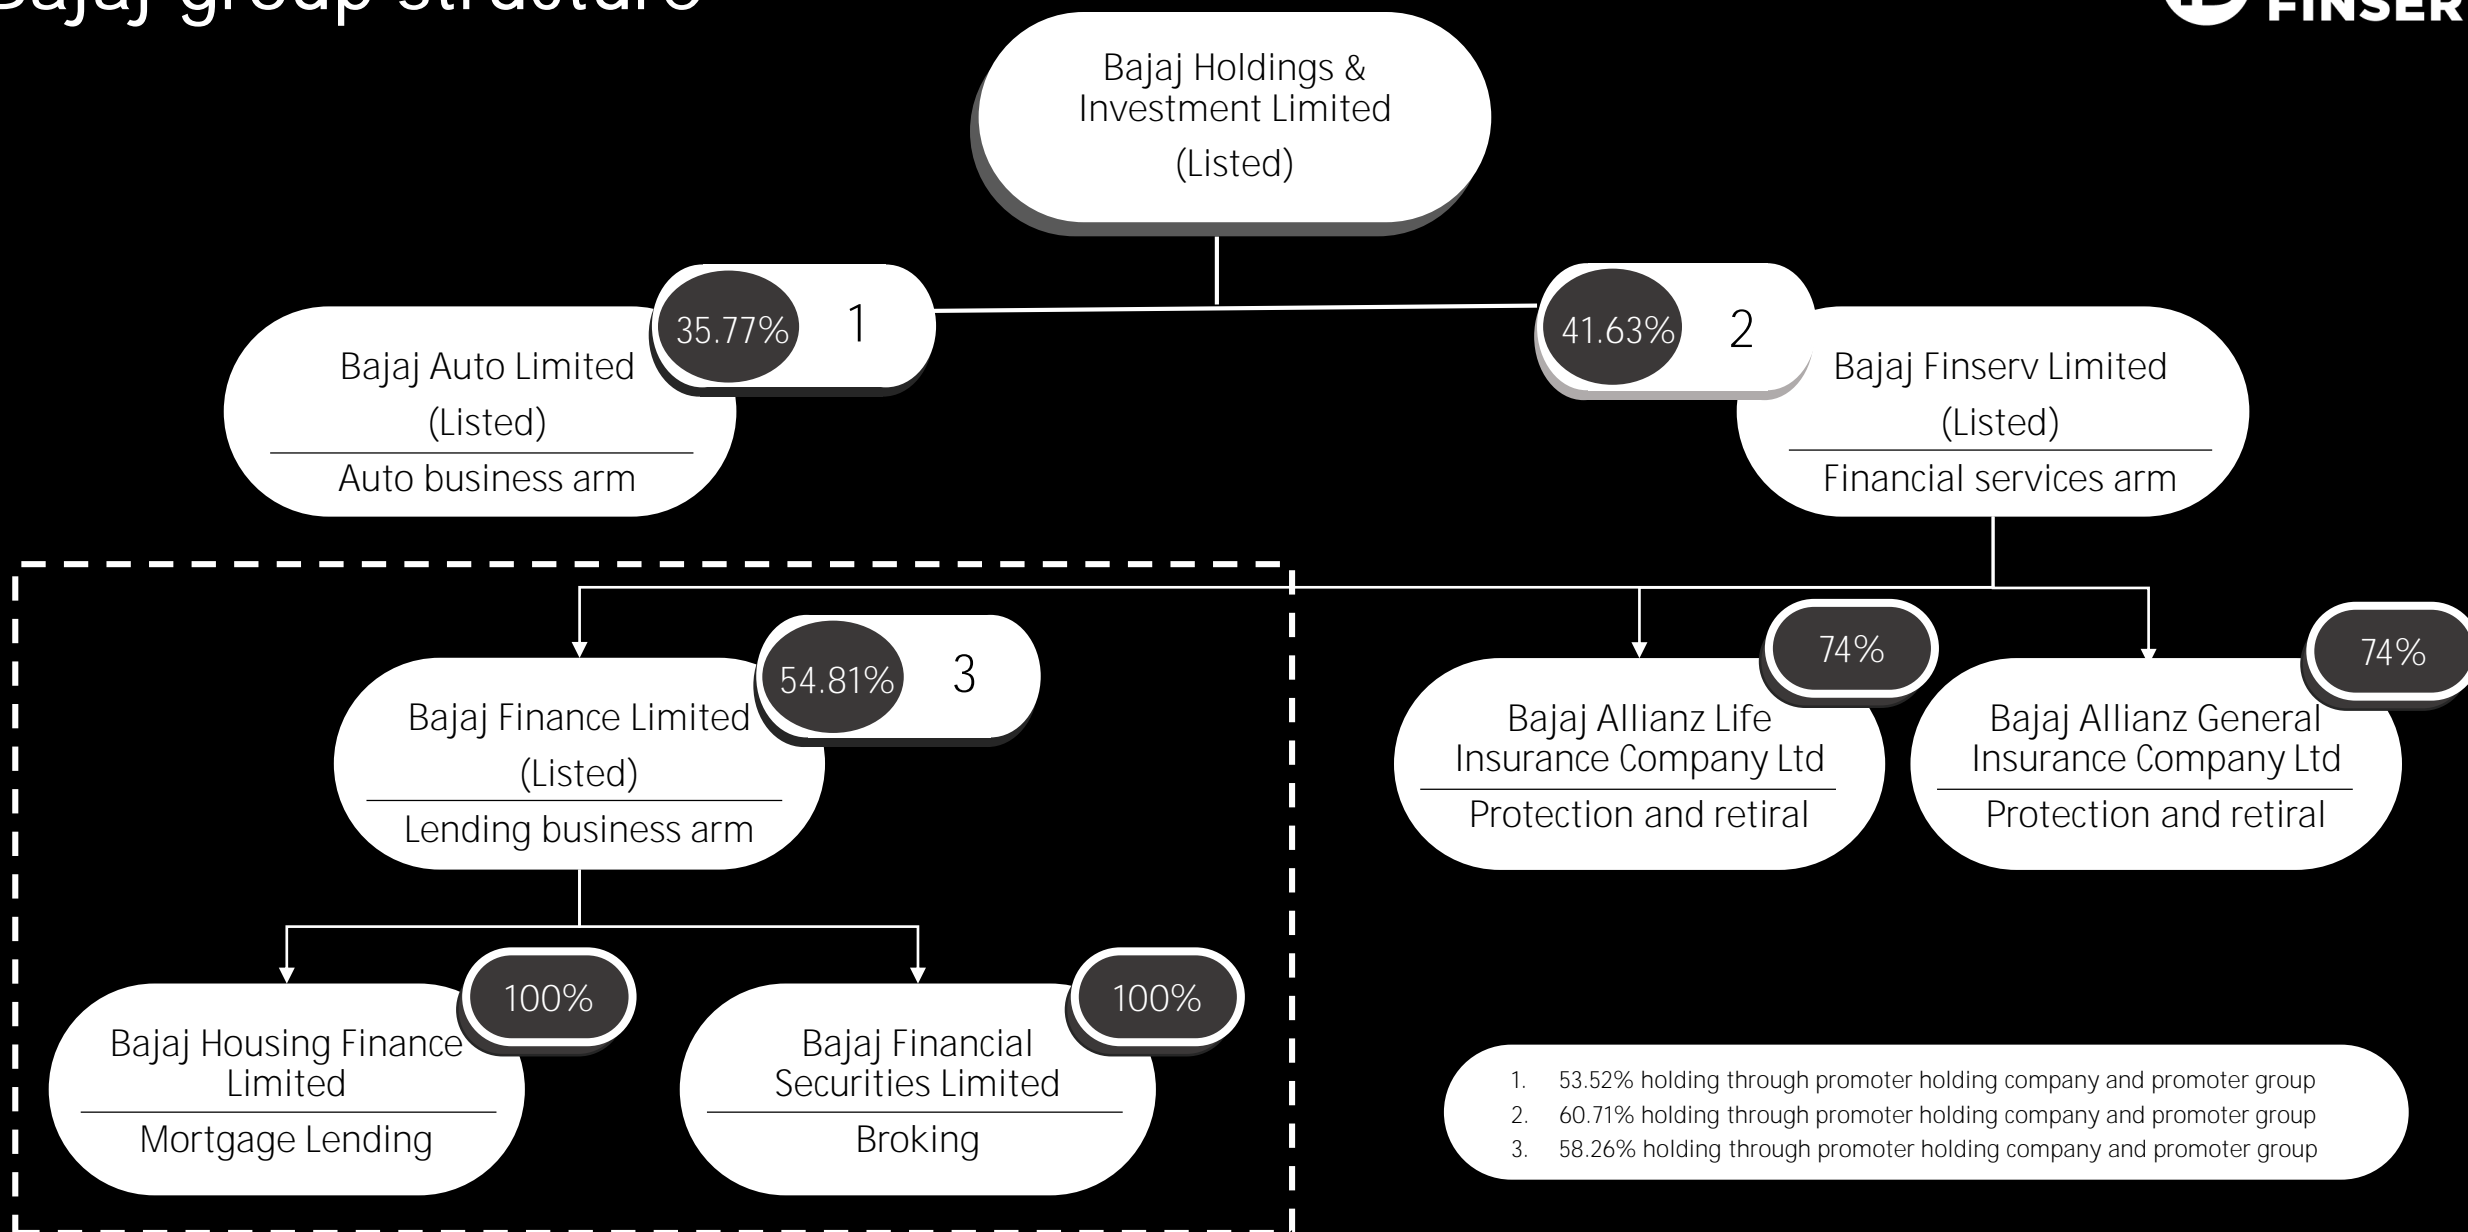 Bajaj group structure
FINSER
Bajaj Holdings &
Investment Limited
(Listed)
35.77% 1
41.63% 2
Bajaj Auto Limited
(Listed)
Auto business arm
Bajaj Finserv Limited
(Listed)
Financial services arm
54.81% 3
74%
74%
Bajaj Finance Limited
(Listed)
Lending business arm
Bajaj Allianz Life
Insurance Company Ltd
Protection and retiral
Bajaj Allianz General
Insurance Company Ltd
Protection and retiral
100%
100%
Bajaj Housing Finance
Limited
Mortgage Lending
Bajaj Financial
Securities Limited
Broking
1. 53.52% holding through promoter holding company and promoter group
2. 60.71% holding through promoter holding company and promoter group
3. 58.26% holding through promoter holding company and promoter group